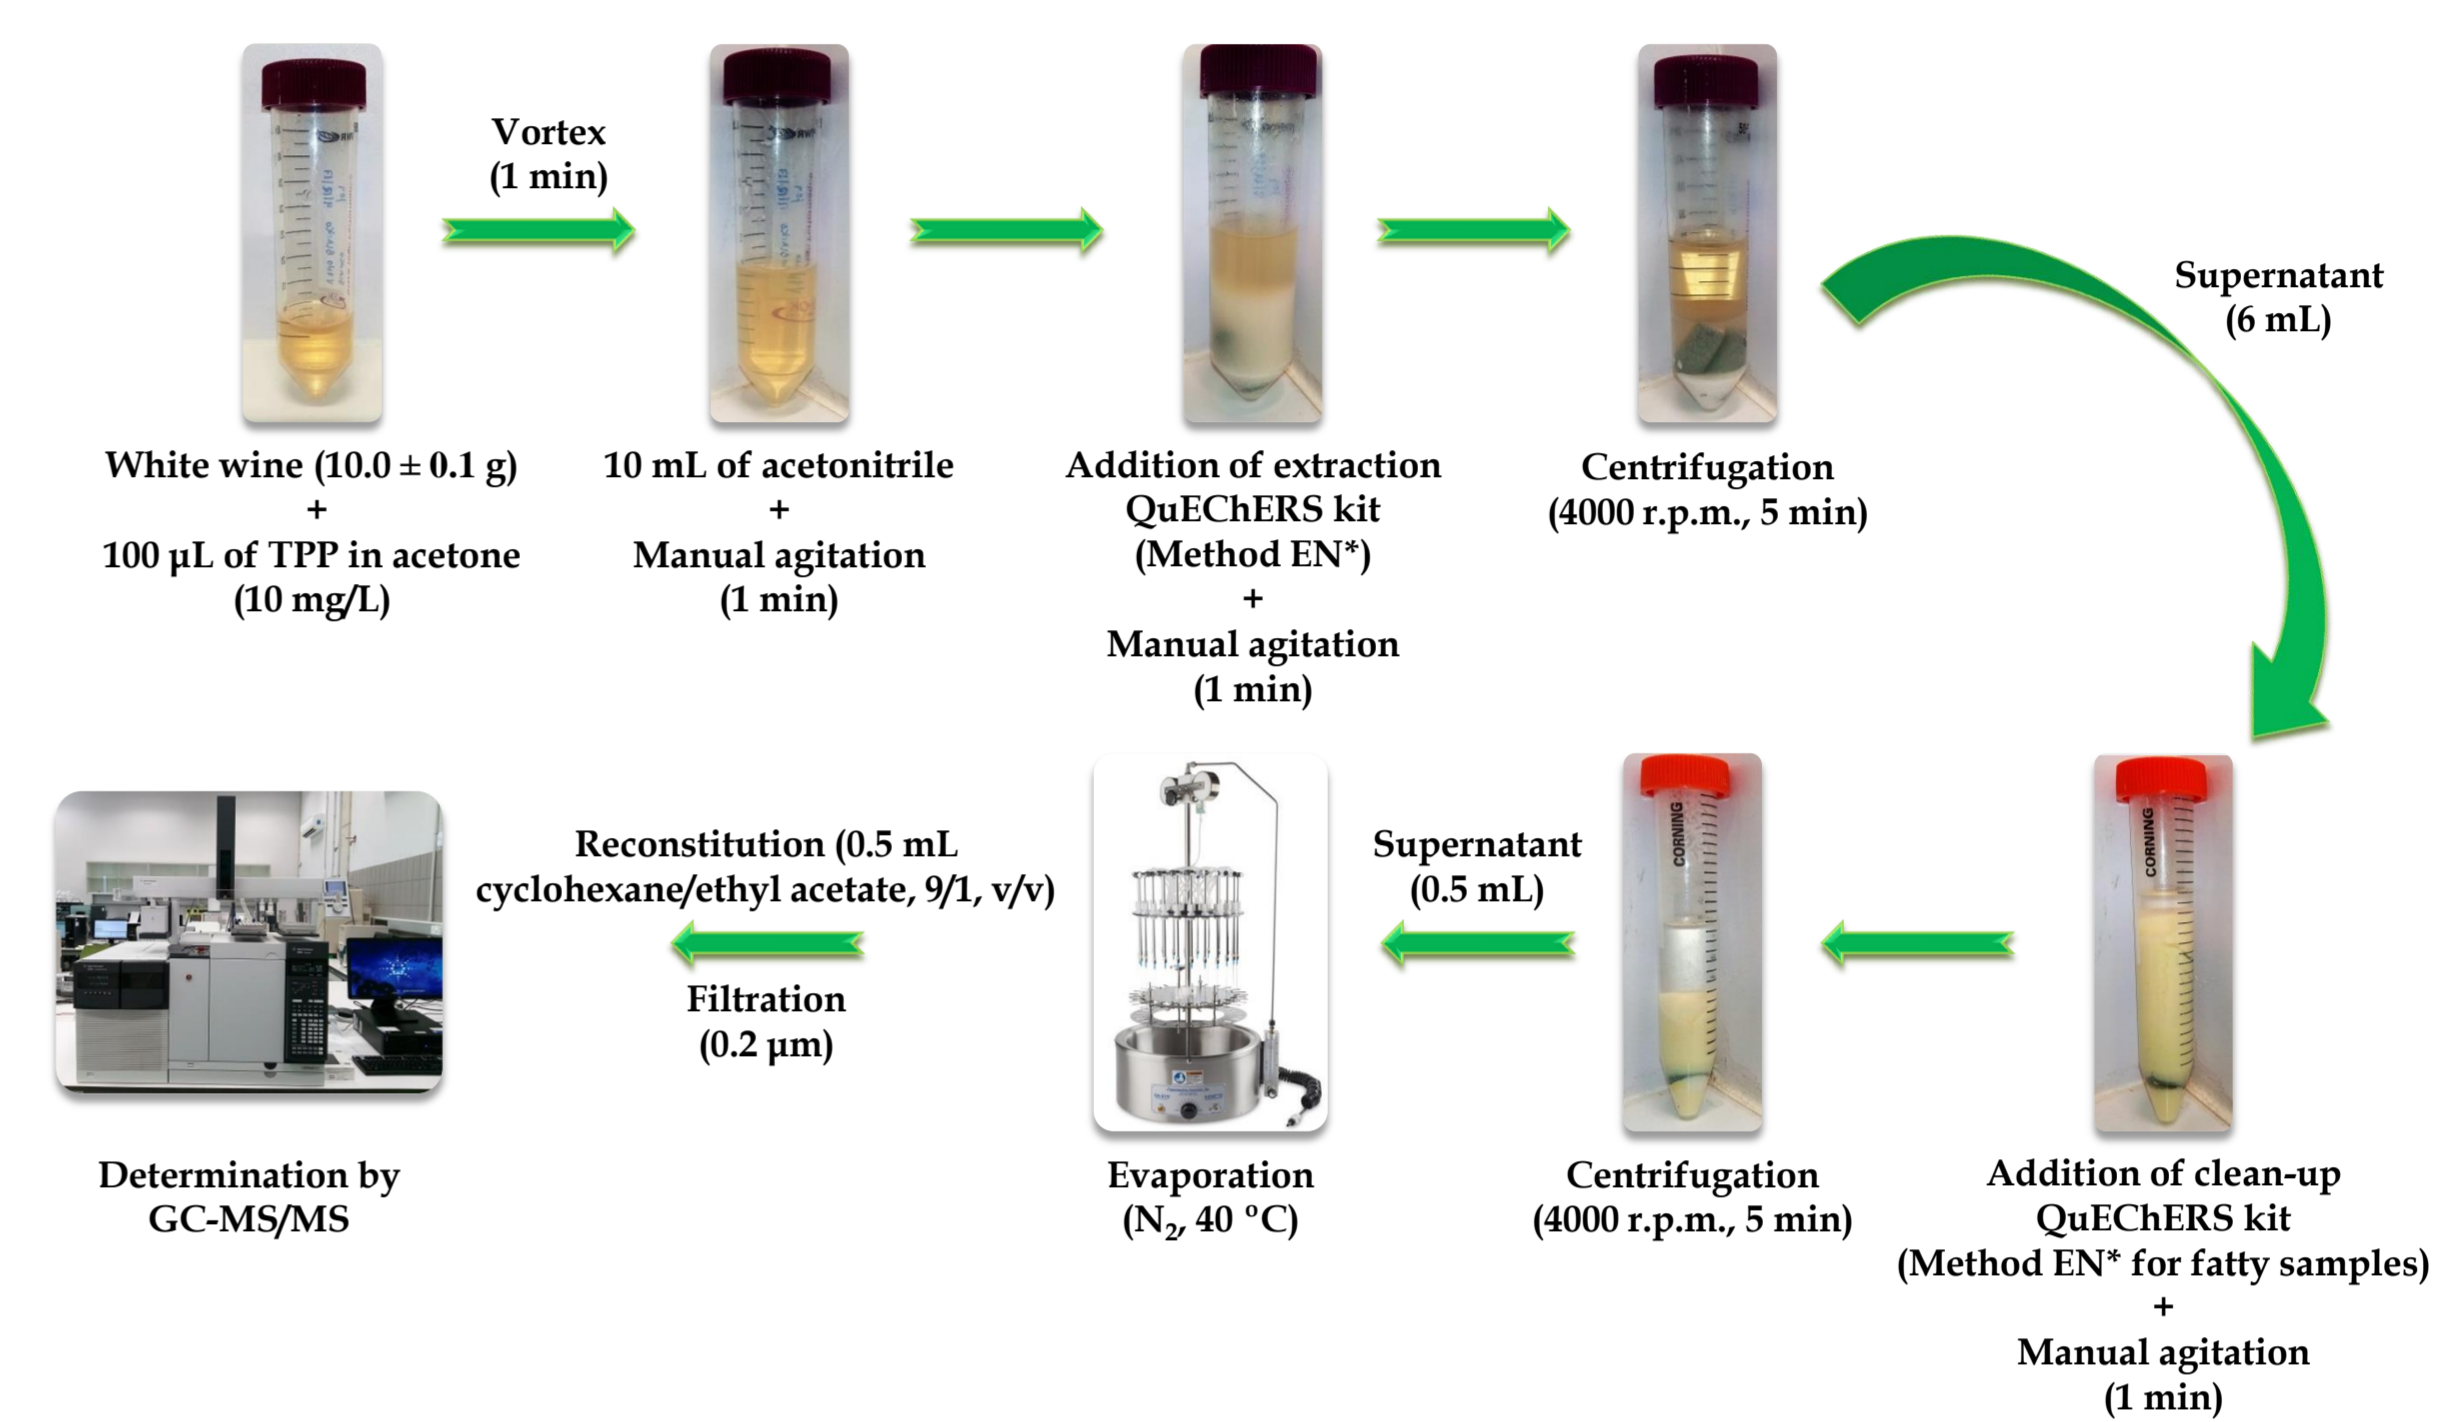 Vortex
(1 min)
White wine (10.0 ± 0.1 g)
+
100 µL of TPP in acetone
(10 mg/L)
10 mL of acetonitrile
+
Manual agitation
(1 min)
Addition of extraction
QuEChERS kit
(Method EN*)
+
Manual agitation
(1 min)
Centrifugation
(4000 r.p.m., 5 min)
Supernatant
(6 mL)
CORNING
Addition of clean-up
QuEChERS kit
(Method EN* for fatty samples)
+
Manual agitation
(1 min)
CORNING
Centrifugation
(4000 r.p.m., 5 min)
Supernatant
(0.5 mL)
Evaporation
(N₂, 40 ºC)
Reconstitution (0.5 mL
cyclohexane/ethyl acetate, 9/1, v/v)
Filtration
(0.2 µm)
Determination by
GC-MS/MS